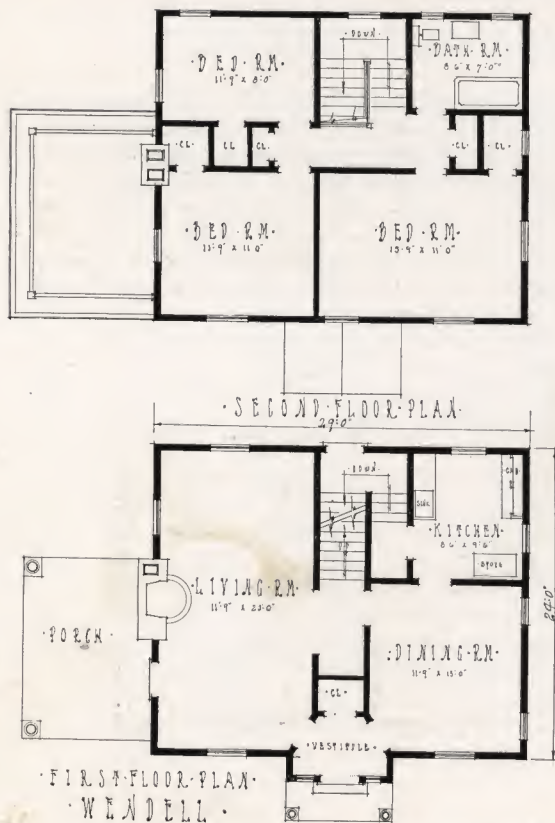 ·BED·RM·
11'-9" X 8'-0"
DOWN
·BATH·RM·
8'6" X 7'-0"
CL
CL
CL
CL
CL
·BED·RM·
11'-9" X 11'0"
·BED·RM·
15'-9" X 11'0"
·SECOND·FLOOR·PLAN·
29'-0"
DOWN
SINK
CAB
·KITCHEN·
8'6" X 9'-6"
STOVE
UP
·LIVING·RM·
11'-9" X 23'-0"
24'-0"
·PORCH·
:DINING·RM·
11'-9" X 13'-0"
·CL·
·VESTIBULE·
·FIRST·FLOOR·PLAN·
·WENDELL·